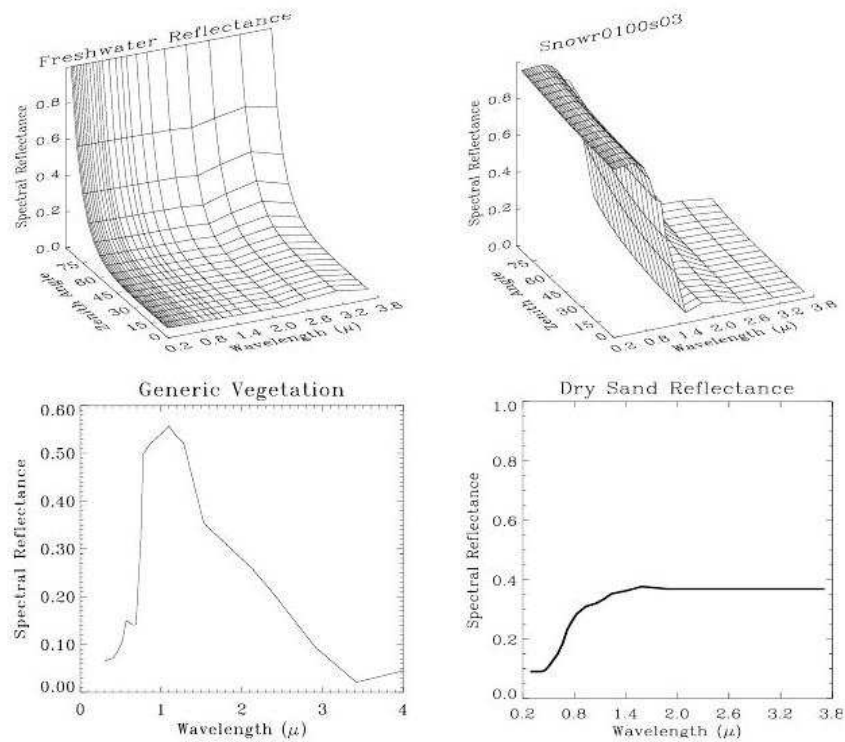 Freshwater Reflectance
Spectral Reflectance
0.8
0.6
0.4
0.2
0.0
75
60
45
30
15
0
Zenith Angle
0.2 0.8 1.4 2.0 2.6 3.2 3.8
Wavelength (μ)
Snowr0100s03
Spectral Reflectance
0.8
0.6
0.4
0.2
0.0
75
60
45
30
15
0
Zenith Angle
0.2 0.8 1.4 2.0 2.6 3.2 3.8
Wavelength (μ)
Generic Vegetation
Spectral Reflectance
0.60
0.50
0.40
0.30
0.20
0.10
0.00
0 1 2 3 4
Wavelength (μ)
Dry Sand Reflectance
Spectral Reflectance
1.0
0.8
0.6
0.4
0.2
0.0
0.2 0.8 1.4 2.0 2.6 3.2 3.8
Wavelength (μ)